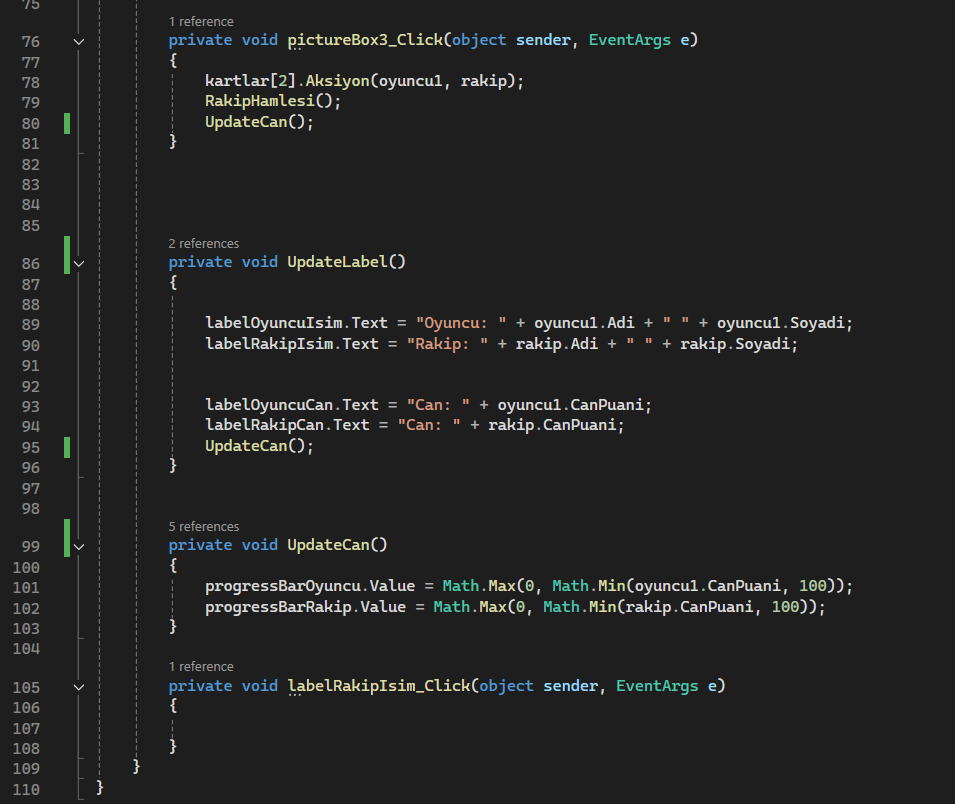 75
1 reference
76 private void pictureBox3_Click(object sender, EventArgs e)
77 {
78 kartlar[2].Aksiyon(oyuncu1, rakip);
79 RakipHamlesi();
80 UpdateCan();
81 }
82
83
84
85
2 references
86 private void UpdateLabel()
87 {
88
89 labelOyuncuIsim.Text = "Oyuncu: " + oyuncu1.Adi + " " + oyuncu1.Soyadi;
90 labelRakipIsim.Text = "Rakip: " + rakip.Adi + " " + rakip.Soyadi;
91
92
93 labelOyuncuCan.Text = "Can: " + oyuncu1.CanPuani;
94 labelRakipCan.Text = "Can: " + rakip.CanPuani;
95 UpdateCan();
96 }
97
98
5 references
99 private void UpdateCan()
100 {
101 progressBarOyuncu.Value = Math.Max(0, Math.Min(oyuncu1.CanPuani, 100));
102 progressBarRakip.Value = Math.Max(0, Math.Min(rakip.CanPuani, 100));
103 }
104
1 reference
105 private void labelRakipIsim_Click(object sender, EventArgs e)
106 {
107
108 }
109 }
110 }